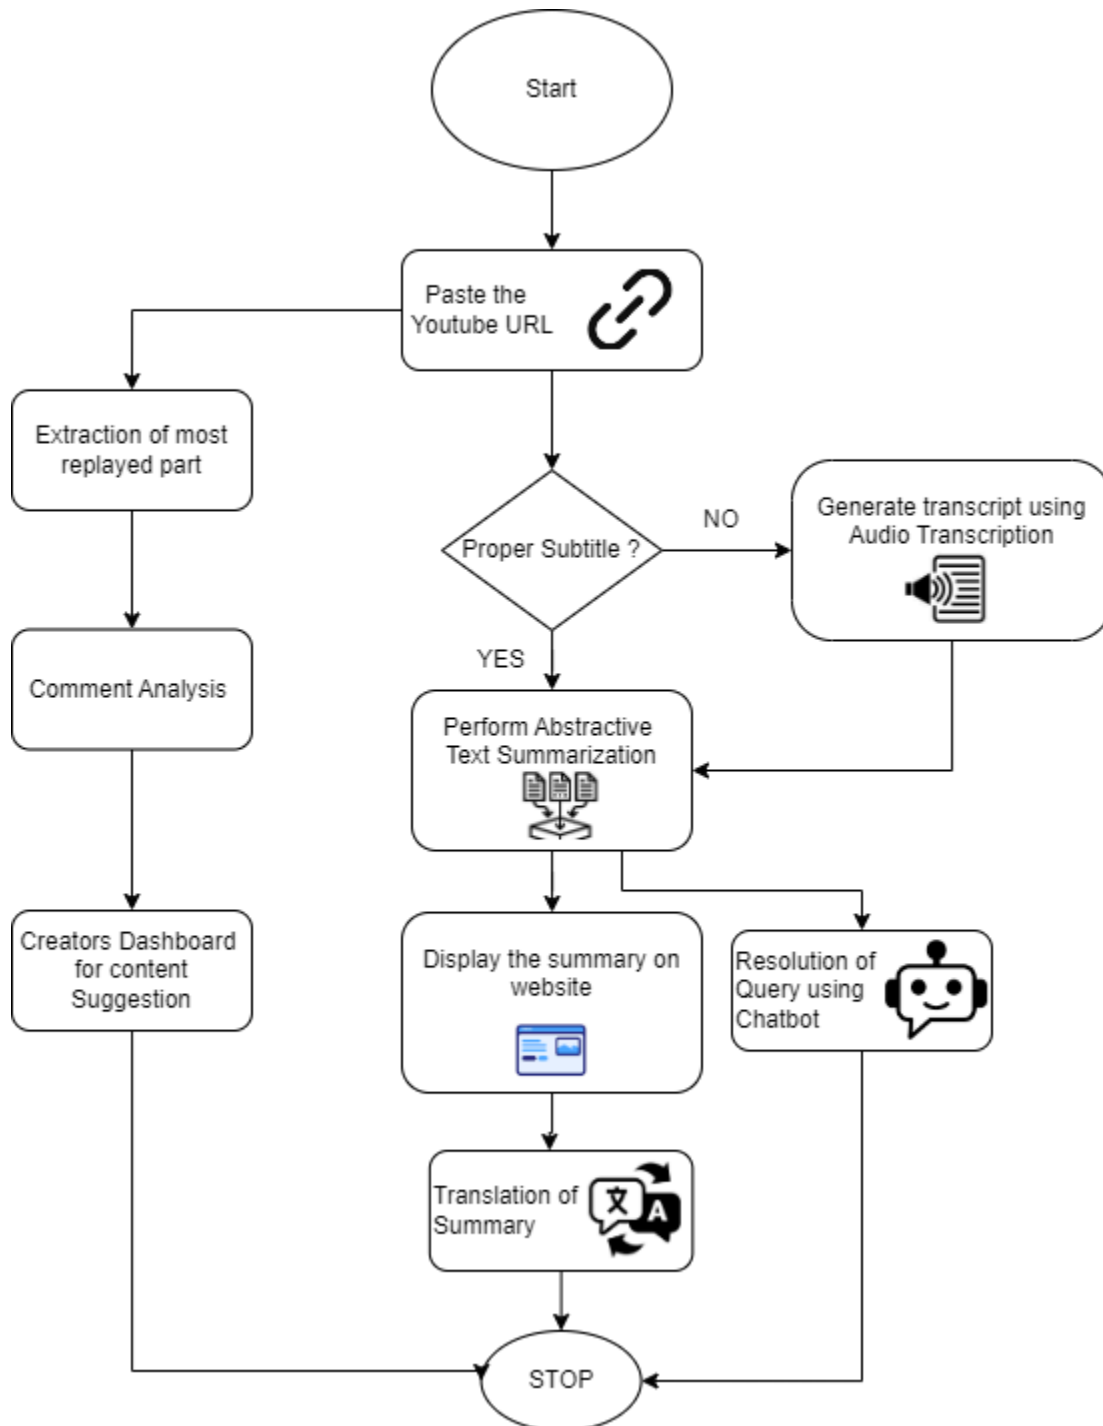 Start
Paste the
Youtube URL
Extraction of most
replayed part
Proper Subtitle ?
NO
Generate transcript using
Audio Transcription
YES
Comment Analysis
Perform Abstractive
Text Summarization
Creators Dashboard
for content
Suggestion
Display the summary on
website
Resolution of
Query using
Chatbot
Translation of
Summary
文
A
STOP